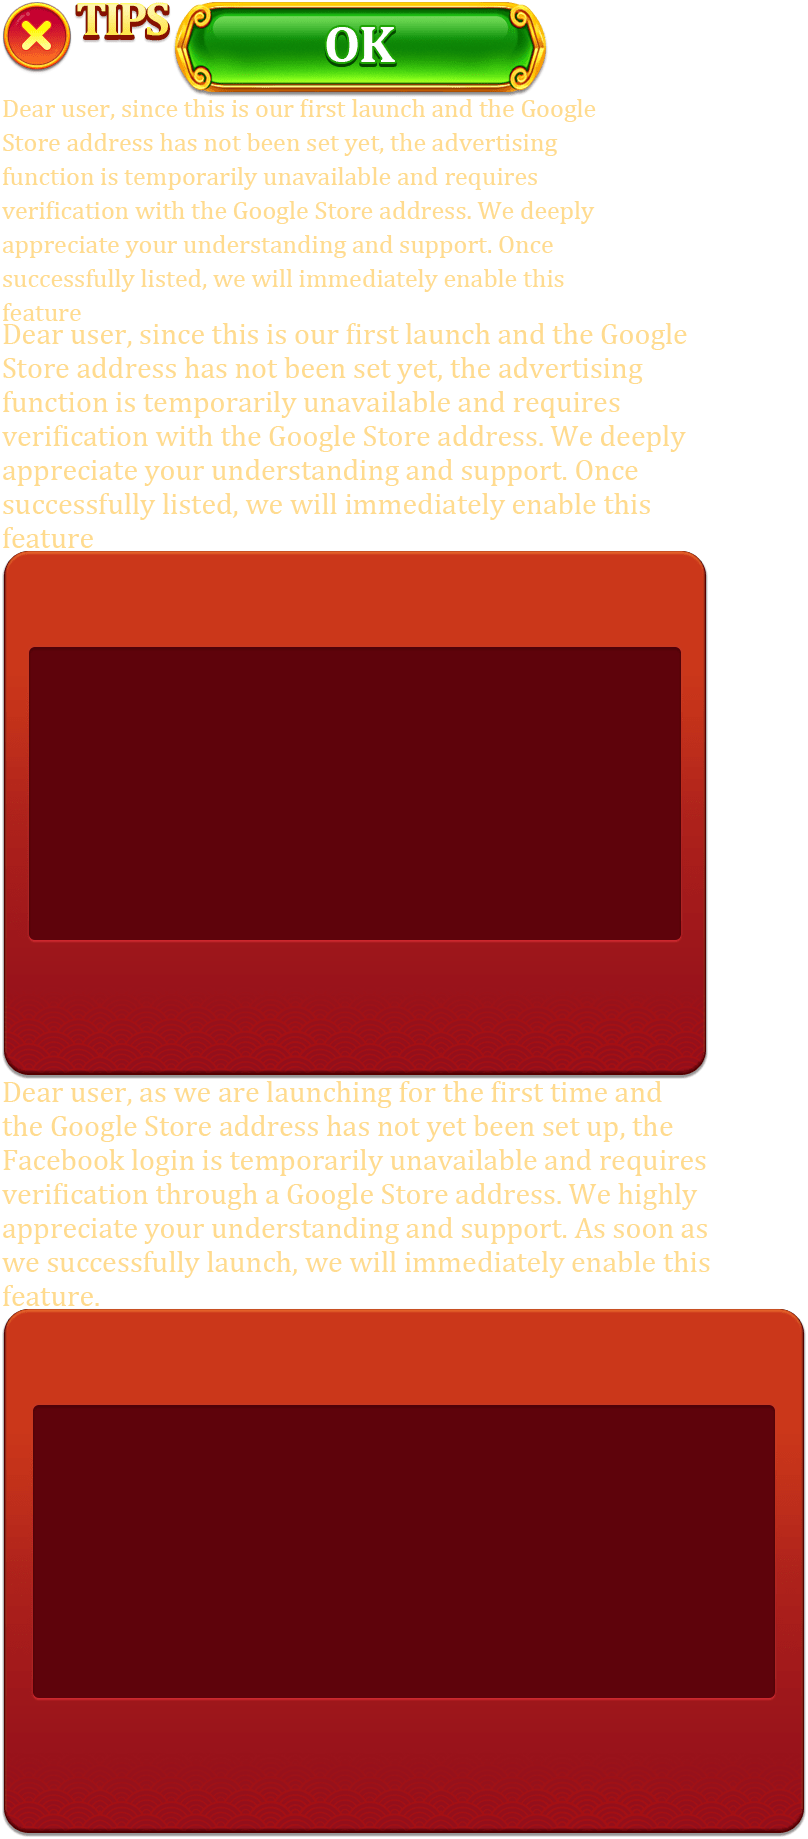 TIPS
OK
Dear user, since this is our first launch and the Google
Store address has not been set yet, the advertising
function is temporarily unavailable and requires
verification with the Google Store address. We deeply
appreciate your understanding and support. Once
successfully listed, we will immediately enable this
feature
Dear user, since this is our first launch and the Google
Store address has not been set yet, the advertising
function is temporarily unavailable and requires
verification with the Google Store address. We deeply
appreciate your understanding and support. Once
successfully listed, we will immediately enable this
feature
Dear user, as we are launching for the first time and
the Google Store address has not yet been set up, the
Facebook login is temporarily unavailable and requires
verification through a Google Store address. We highly
appreciate your understanding and support. As soon as
we successfully launch, we will immediately enable this
feature.